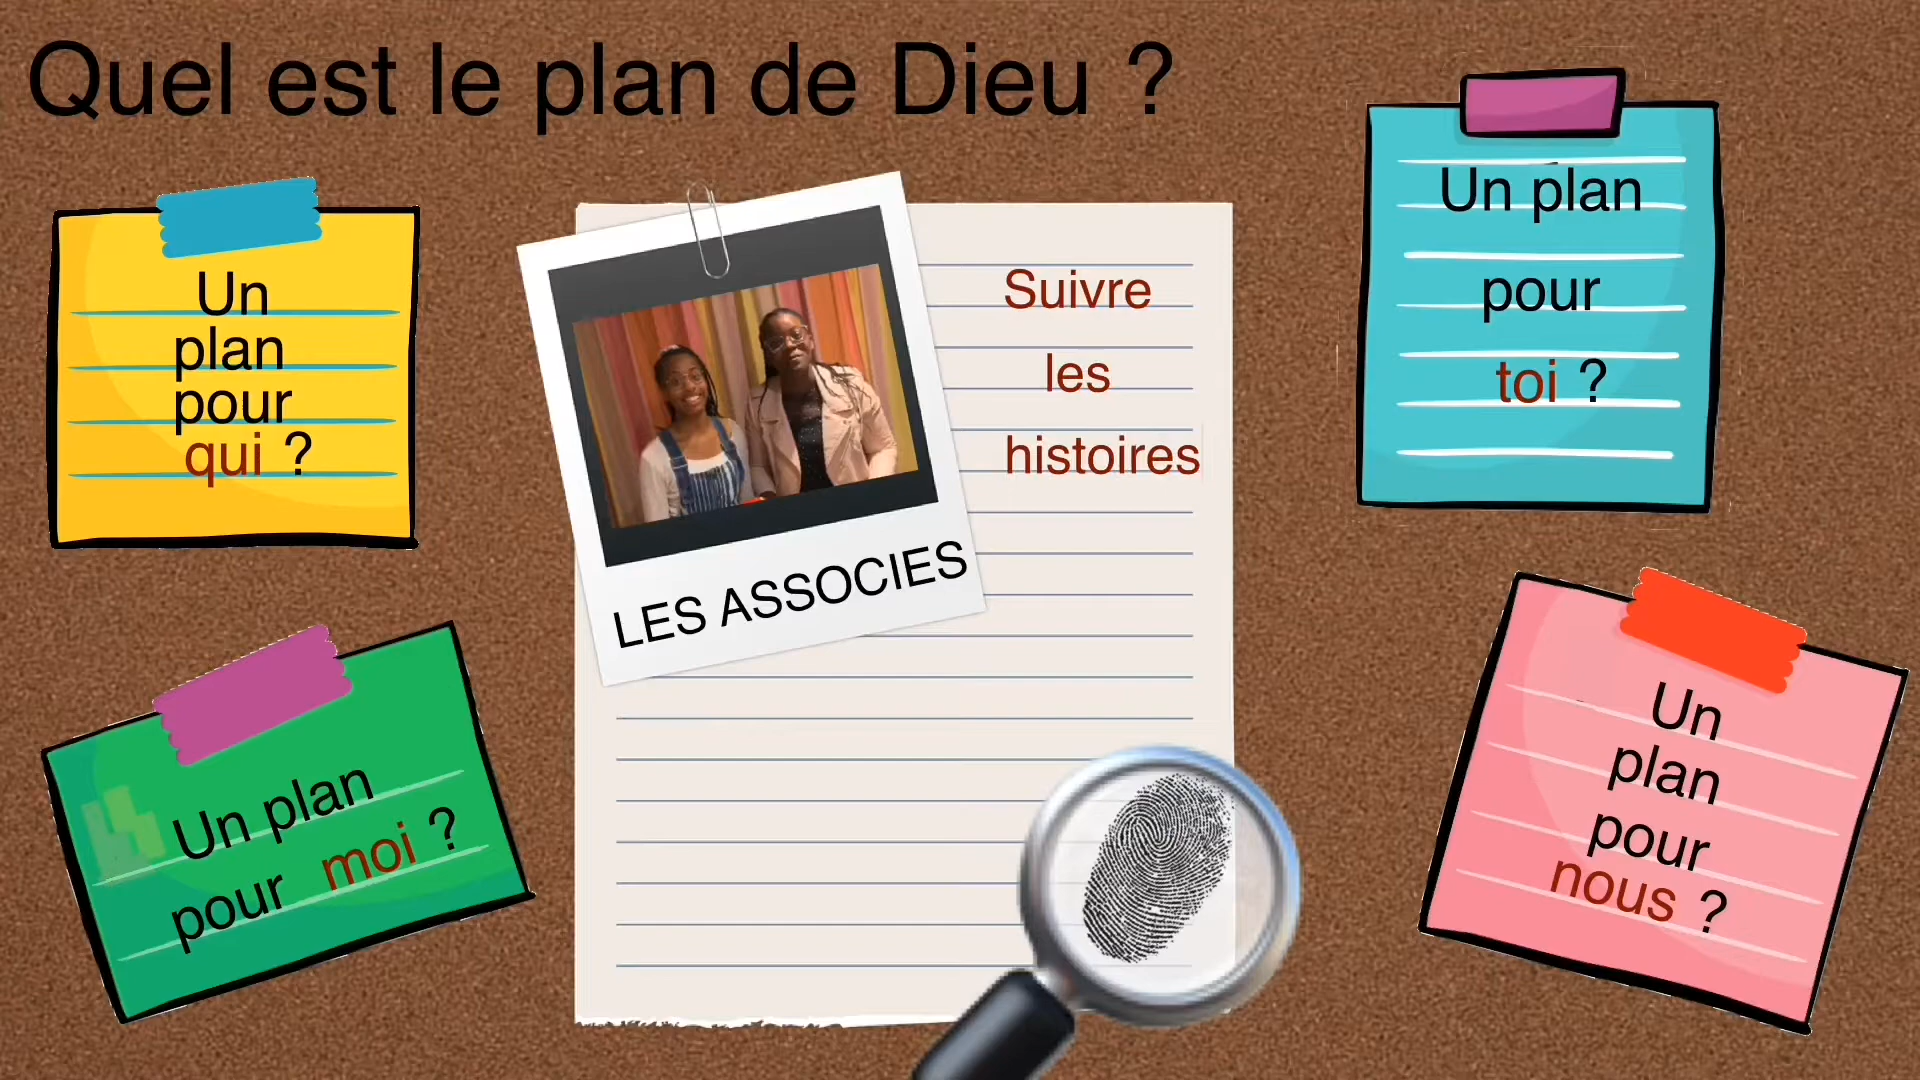 Quel est le plan de Dieu ?
Un
plan
pour
qui ?
Suivre
les
histoires
LES ASSOCIES
Un plan
pour
toi ?
Un plan
pour moi ?
Un
plan
pour
nous ?